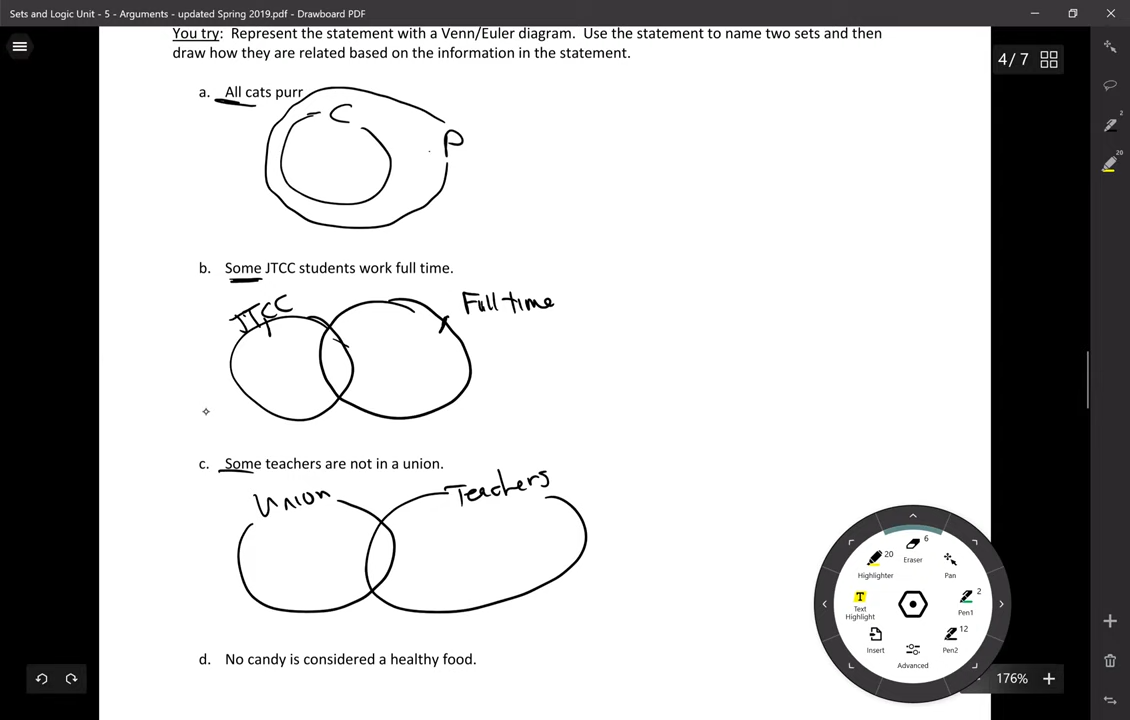 Sets and Logic Unit - 5 - Arguments - updated Spring 2019.pdf - Drawboard PDF
You try: Represent the statement with a Venn/Euler diagram. Use the statement to name two sets and then
draw how they are related based on the information in the statement.
4 / 7
a. All cats purr
C
P
2
20
b. Some JTCC students work full time.
JTCC
Full time
c. Some teachers are not in a union.
Union
Teachers
6
Eraser
20
Highlighter
Pan
T
Text
Highlight
2
Pen1
12
Pen2
Insert
Advanced
d. No candy is considered a healthy food.
176%